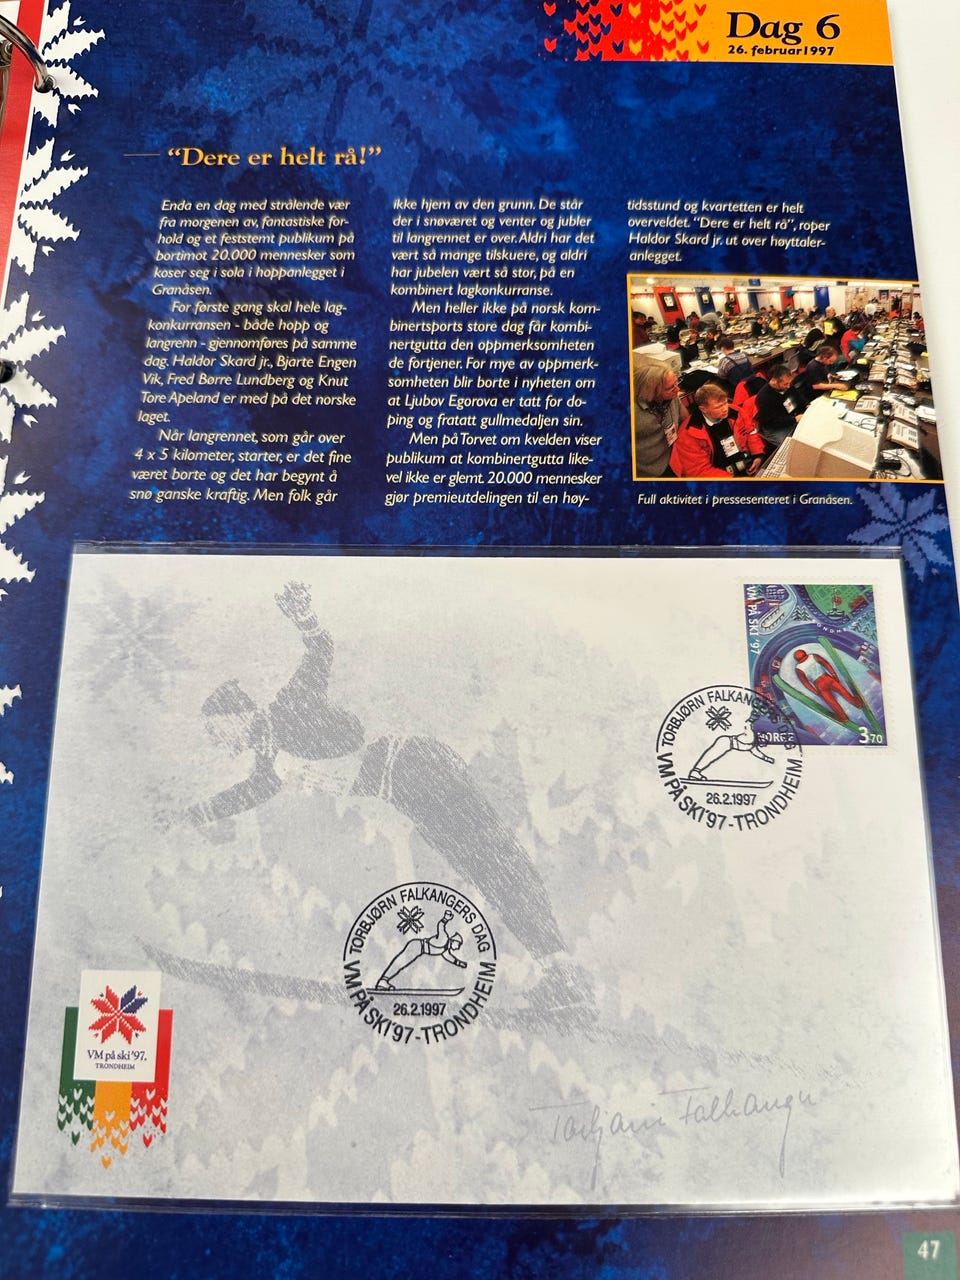 Dag 6
26. februar 1997
“Dere er helt rå!”
Enda en dag med strålende vær
fra morgenen av, fantastiske for-
hold og et feststemt publikum på
bortimot 20.000 mennesker som
koser seg i sola i hoppanlegget i
Granåsen.
For første gang skal hele lag-
konkurransen - både hopp og
langrenn - gjennomføres på samme
dag. Haldor Skard jr., Bjarte Engen
Vik, Fred Børre Lundberg og Knut
Tore Apeland er med på det norske
laget.
Når langrennet, som går over
4 x 5 kilometer, starter, er det fine
været borte og det har begynt å
snø ganske kraftig. Men folk går
ikke hjem av den grunn. De står
der i snøværet og venter og jubler
til langrennet er over. Aldri har det
vært så mange tilskuere, og aldri
har jubelen vært så stor, på en
kombinert lagkonkurranse.
Men heller ikke på norsk kom-
binertsports store dag får kombi-
nertgutta den oppmerksomheten
de fortjener. For mye av oppmerk-
somheten blir borte i nyheten om
at Ljubov Egorova er tatt for do-
ping og fratatt gullmedaljen sin.
Men på Torvet om kvelden viser
publikum at kombinertgutta like-
vel ikke er glemt. 20.000 mennesker
gjør premieutdelingen til en høy-
tidsstund og kvartetten er helt
overveldet. “Dere er helt rå”, roper
Haldor Skard jr. ut over høyttaler-
anlegget.
Full aktivitet i pressesenteret i Granåsen.
VM PÅ SKI '97
NORGE
3.70
TORBJØRN FALKANGERS DAG
26.2.1997
VM PÅ SKI '97 - TRONDHEIM
TORBJØRN FALKANGERS DAG
26.2.1997
VM PÅ SKI '97 - TRONDHEIM
VM på ski '97.
TRONDHEIM
Torbjørn Falkanger
47